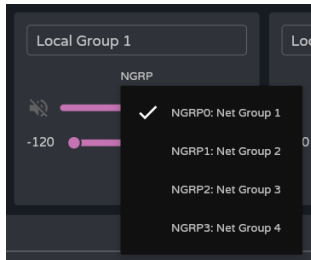 Local Group 1
Loc
NGRP
NGRP0: Net Group 1
-120
0
NGRP1: Net Group 2
NGRP2: Net Group 3
NGRP3: Net Group 4